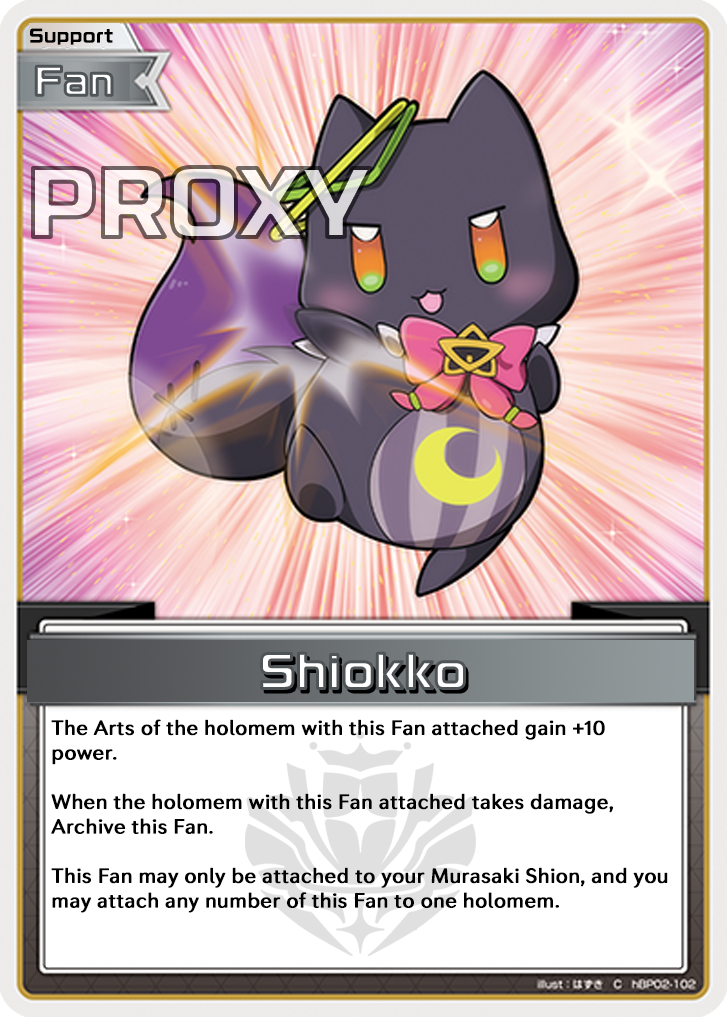 Support
Fan
PROXY
Shiokko
The Arts of the holomem with this Fan attached gain +10
power.
When the holomem with this Fan attached takes damage,
Archive this Fan.
This Fan may only be attached to your Murasaki Shion, and you
may attach any number of this Fan to one holomem.
illust：はずき C hBP02-102